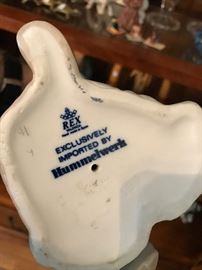 REX
EXCLUSIVELY
IMPORTED BY
Hummelwerk